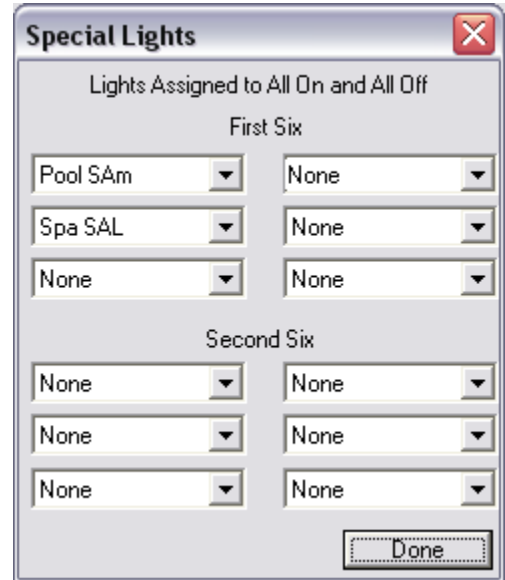 Special Lights
Lights Assigned to All On and All Off
First Six
Pool SAm None
Spa SAL None
None None
Second Six
None None
None None
None None
Done